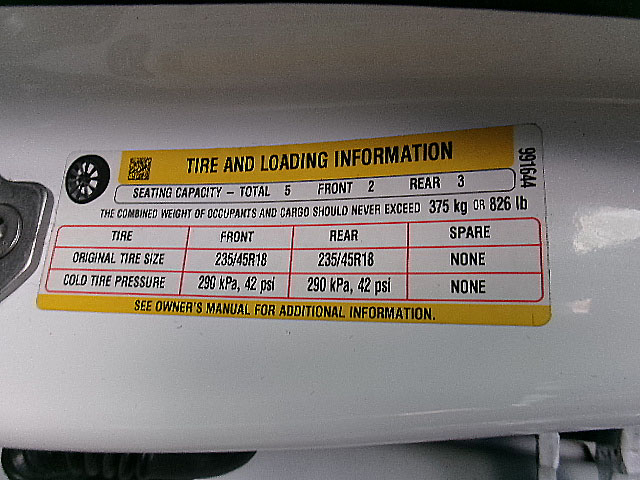 TIRE AND LOADING INFORMATION
991644
SEATING CAPACITY – TOTAL 5 FRONT 2 REAR 3
THE COMBINED WEIGHT OF OCCUPANTS AND CARGO SHOULD NEVER EXCEED 375 kg OR 826 lb
TIRE FRONT REAR SPARE
ORIGINAL TIRE SIZE 235/45R18 235/45R18 NONE
COLD TIRE PRESSURE 290 kPa, 42 psi 290 kPa, 42 psi NONE
SEE OWNER'S MANUAL FOR ADDITIONAL INFORMATION.